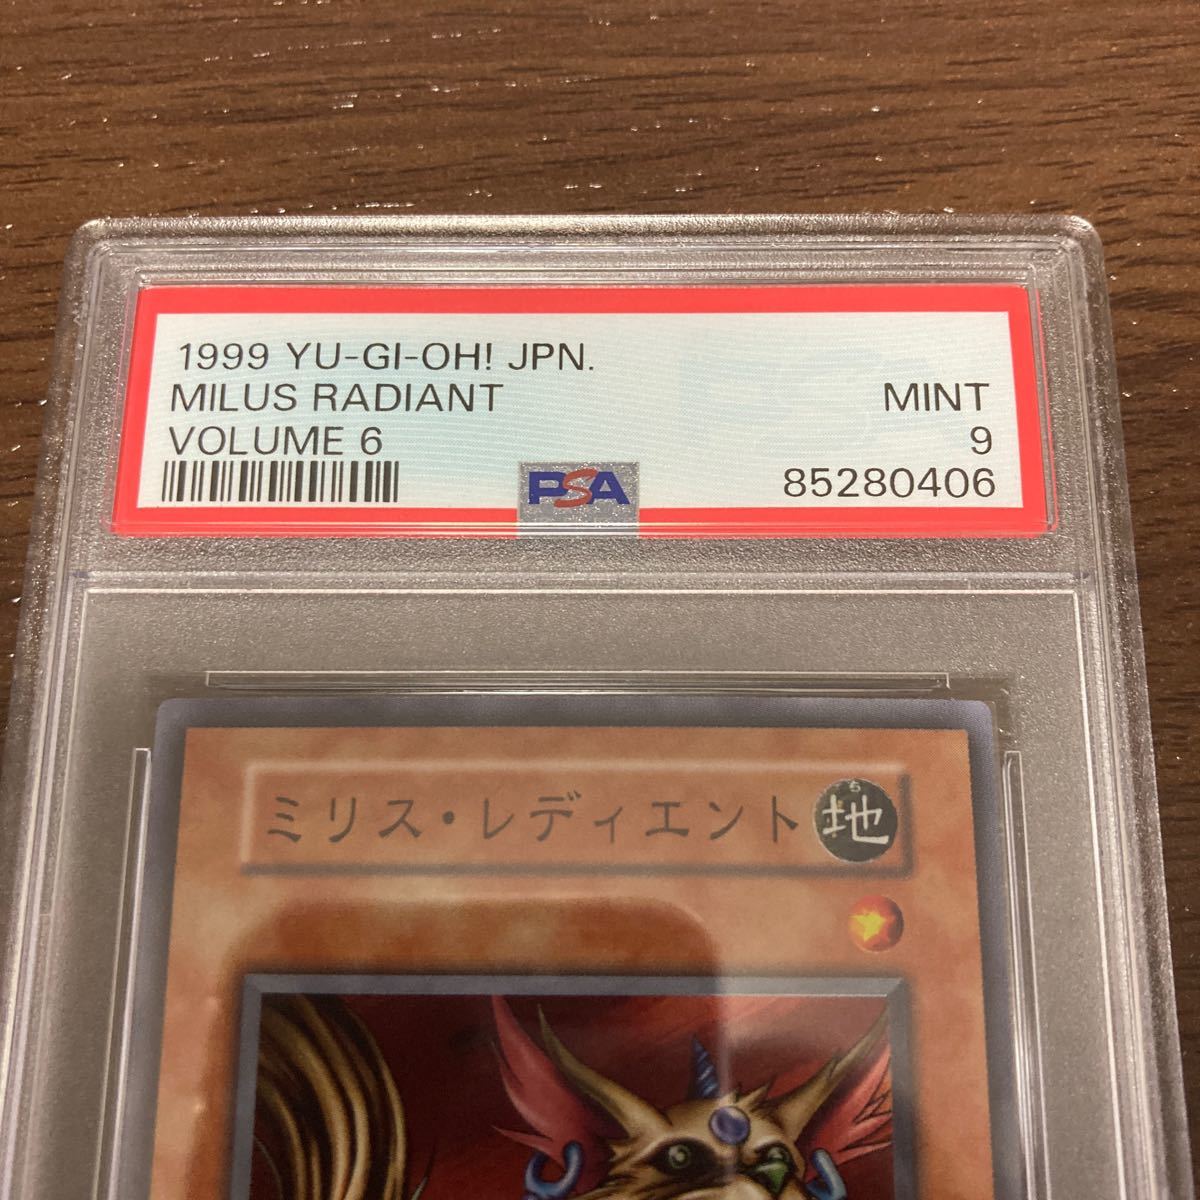 1999 YU-GI-OH! JPN.
MILUS RADIANT
MINT
VOLUME 6
9
PSA
85280406
ミリス・レディエント
ち
地